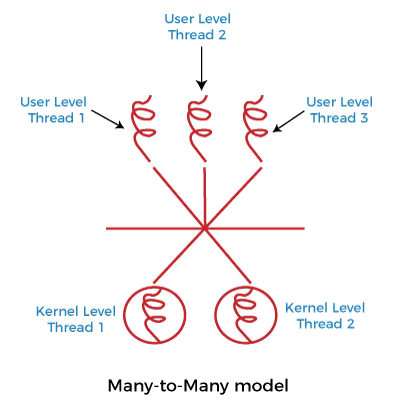 User Level
Thread 2
User Level
Thread 1
User Level
Thread 3
Kernel Level
Thread 1
Kernel Level
Thread 2
Many-to-Many model